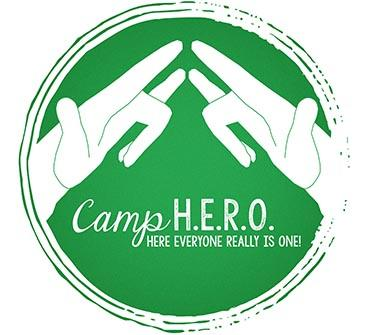 Camp H.E.R.O.
HERE EVERYONE REALLY IS ONE!